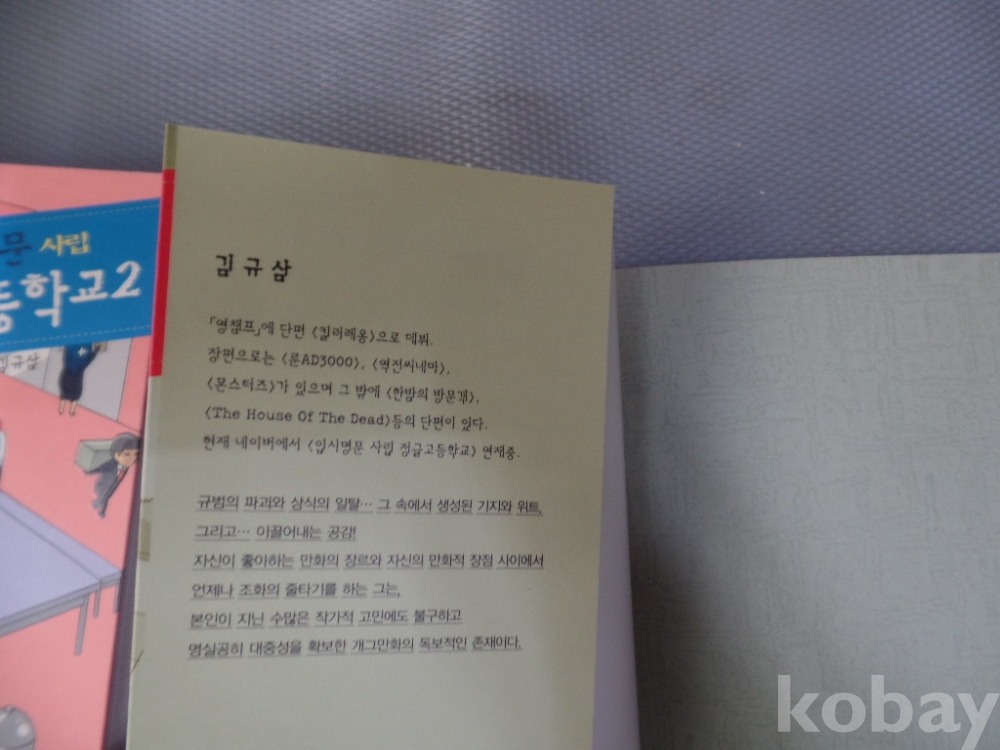 문 사립
등학교2
김규삼
김규삼
「영챔프」에 단편 〈킬러레옹〉으로 데뷔.
장편으로는 〈룬AD3000〉, 〈역전씨네마〉,
〈몬스터즈〉가 있으며 그 밖에 〈한밤의 방문객〉,
〈The House Of The Dead〉등의 단편이 있다.
현재 네이버에서 〈입시명문 사립 정글고등학교〉 연재중.
규범의 파괴와 상식의 일탈… 그 속에서 생성된 기지와 위트,
그리고… 이끌어내는 공감!
자신이 좋아하는 만화의 장르와 자신의 만화적 장점 사이에서
언제나 조화의 줄타기를 하는 그는,
본인이 지닌 수많은 작가적 고민에도 불구하고
명실공히 대중성을 확보한 개그만화의 독보적인 존재이다.
kobay